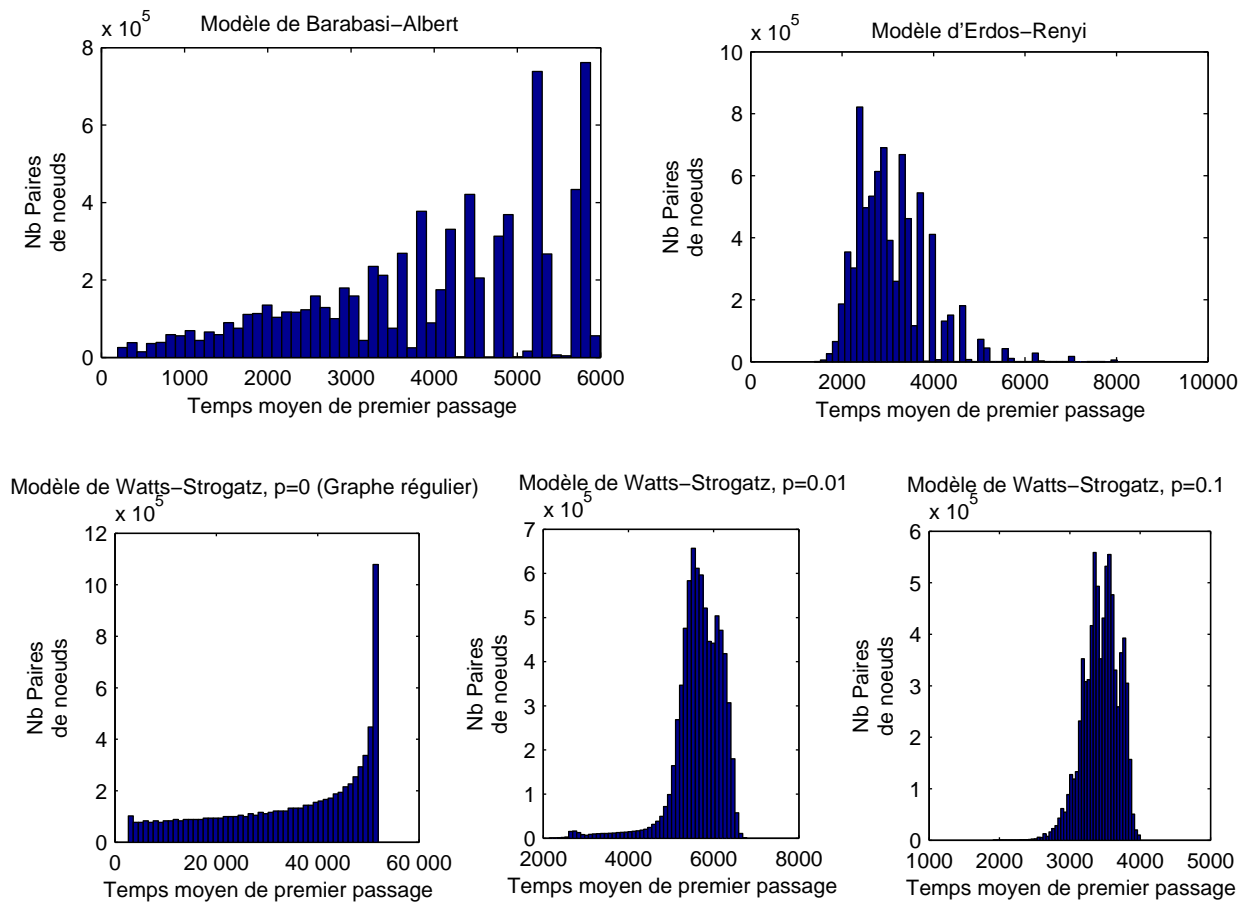 Modèle de Barabasi−Albert
x 10^5
8
6
4
2
0
0 1000 2000 3000 4000 5000 6000
Nb Paires
de noeuds
Temps moyen de premier passage
Modèle d'Erdos−Renyi
x 10^5
10
8
6
4
2
0
0 2000 4000 6000 8000 10000
Nb Paires
de noeuds
Temps moyen de premier passage
Modèle de Watts−Strogatz, p=0 (Graphe régulier)
x 10^5
12
10
8
6
4
2
0
0 20 000 40 000 60 000
Nb Paires
de noeuds
Temps moyen de premier passage
Modèle de Watts−Strogatz, p=0.01
x 10^5
7
6
5
4
3
2
1
0
2000 4000 6000 8000
Nb Paires
de noeuds
Temps moyen de premier passage
Modèle de Watts−Strogatz, p=0.1
x 10^5
6
5
4
3
2
1
0
1000 2000 3000 4000 5000
Nb Paires
de noeuds
Temps moyen de premier passage